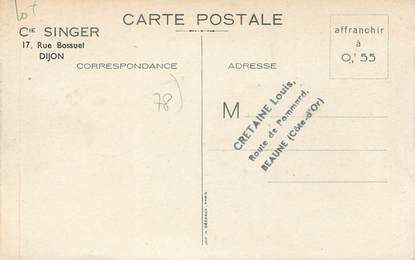 Lot
CARTE POSTALE
Cie SINGER
17, Rue Bossuet
DIJON
affranchir
à
0,f 55
CORRESPONDANCE
ADRESSE
78)
M
CRETAINE Louis,
Route de Pommard,
BEAUNE (Côte-d'Or)